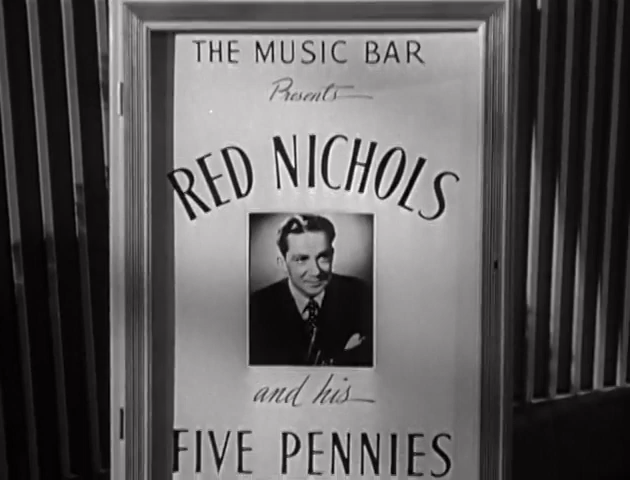 THE MUSIC BAR
Presents
RED NICHOLS
and his
FIVE PENNIES